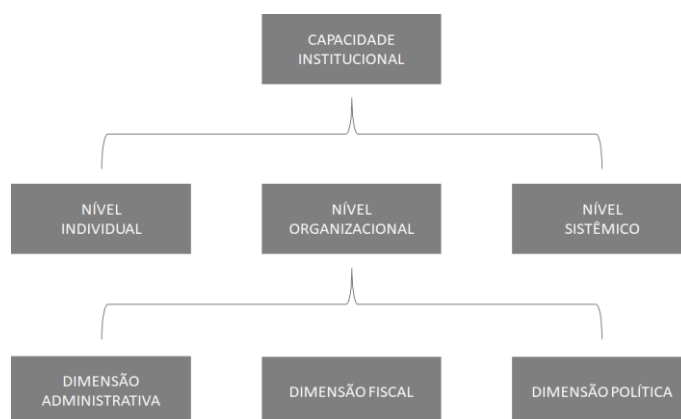 CAPACIDADE
INSTITUCIONAL
NÍVEL
INDIVIDUAL
NÍVEL
ORGANIZACIONAL
NÍVEL
SISTÊMICO
DIMENSÃO
ADMINISTRATIVA
DIMENSÃO FISCAL
DIMENSÃO POLÍTICA